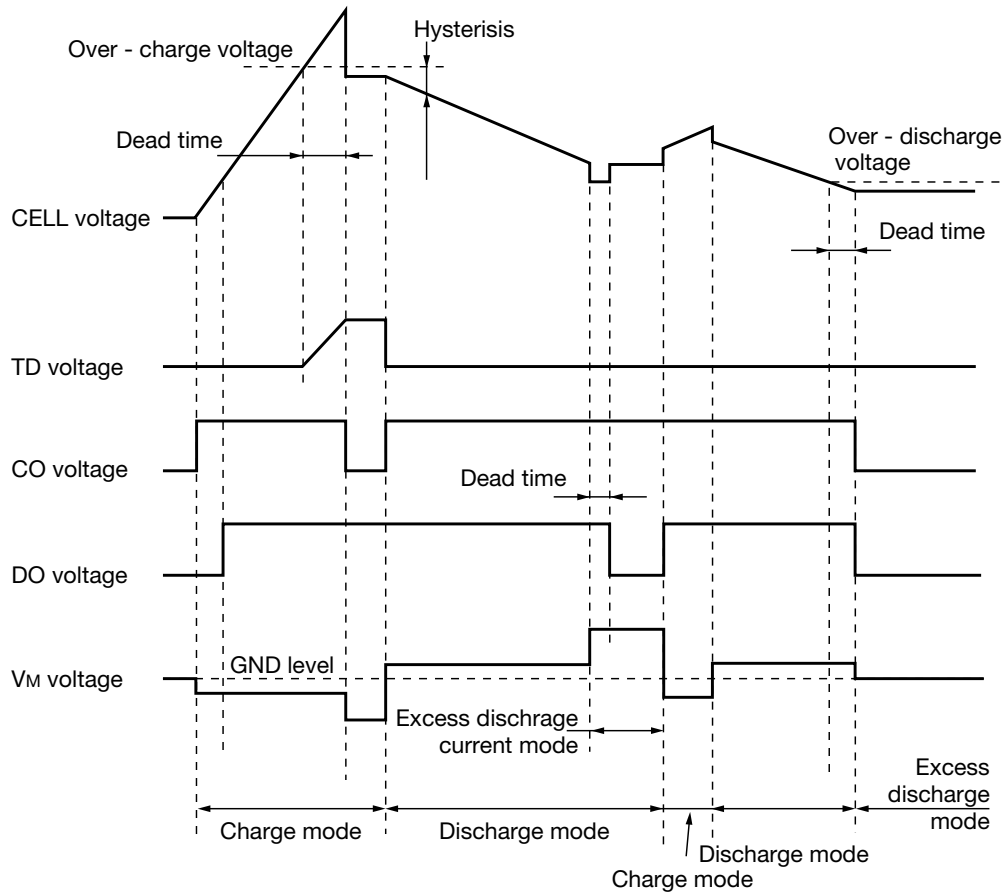 Hysterisis
Over - charge voltage
Dead time
Over - discharge
voltage
CELL voltage
Dead time
TD voltage
CO voltage
Dead time
DO voltage
GND level
VM voltage
Excess dischrage
current mode
Excess
discharge
mode
Charge mode
Discharge mode
Discharge mode
Charge mode